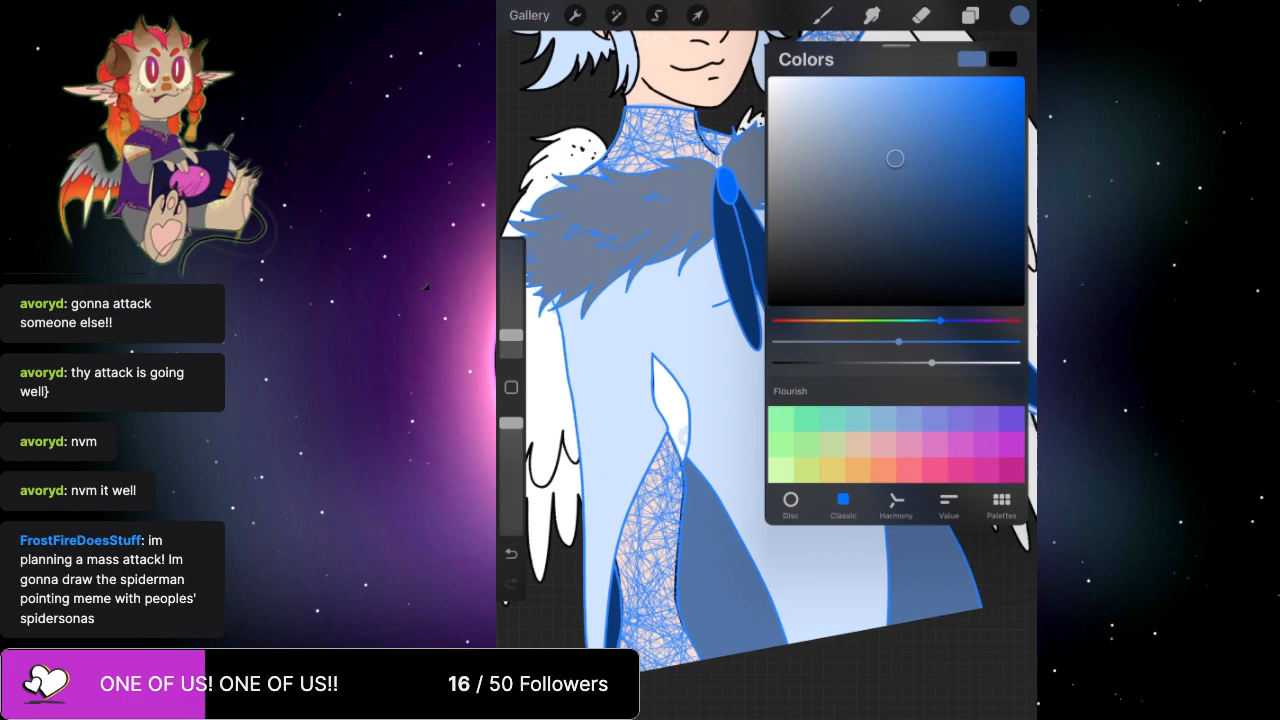 Gallery
Colors
avoryd: gonna attack
someone else!!
avoryd: thy attack is going
well}
avoryd: nvm
avoryd: nvm it well
FrostFireDoesStuff: im
planning a mass attack! Im
gonna draw the spiderman
pointing meme with peoples'
spidersonas
Flourish
Disc Classic Harmony Value Palettes
ONE OF US! ONE OF US!! 16 / 50 Followers